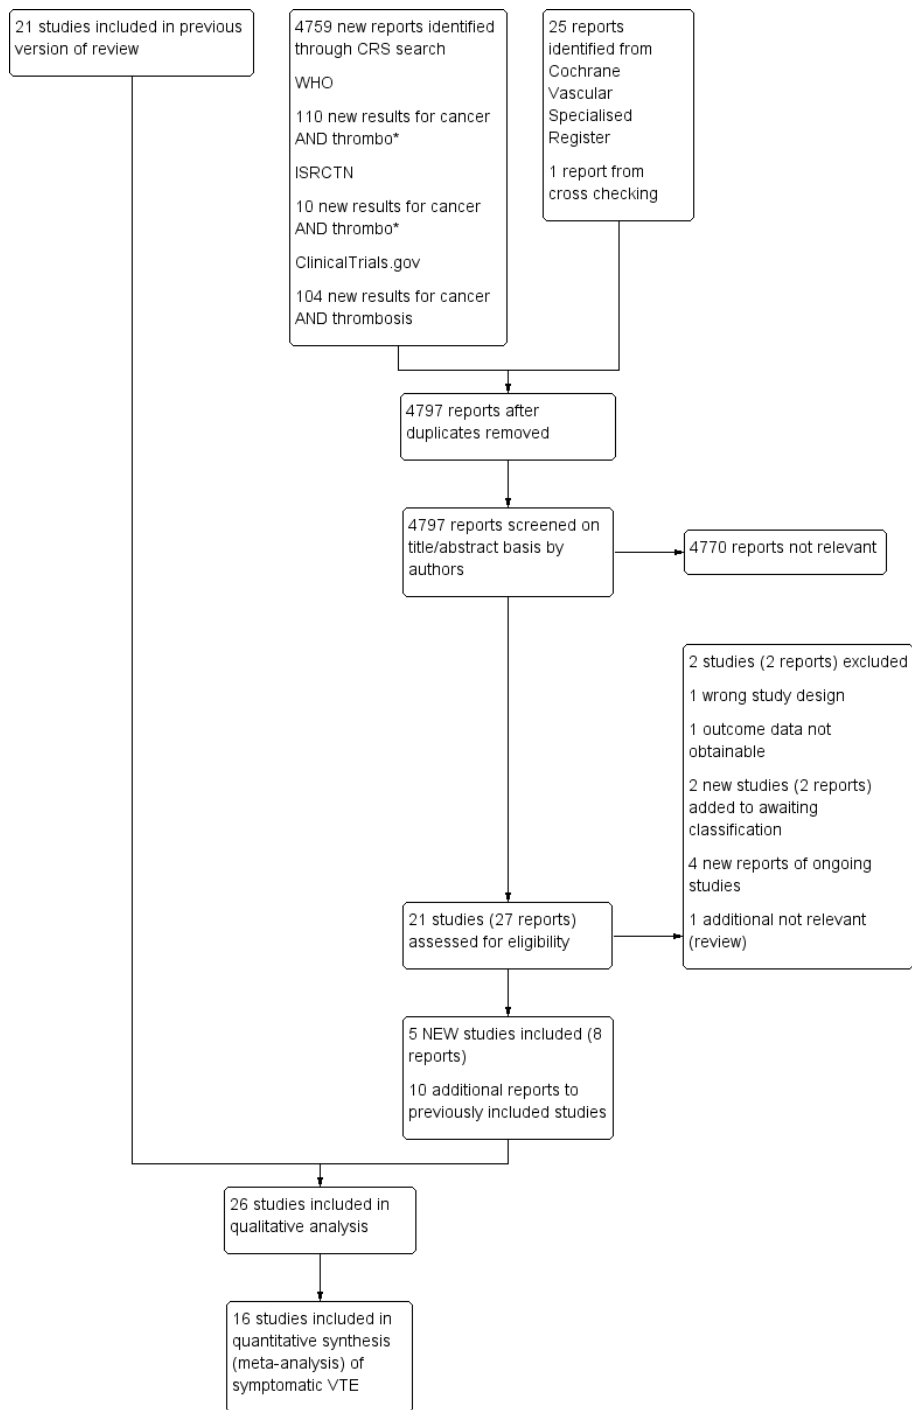 21 studies included in previous
version of review
4759 new reports identified
through CRS search
WHO
110 new results for cancer
AND thrombo*
ISRCTN
10 new results for cancer
AND thrombo*
ClinicalTrials.gov
104 new results for cancer
AND thrombosis
25 reports
identified from
Cochrane
Vascular
Specialised
Register
1 report from
cross checking
4797 reports after
duplicates removed
4797 reports screened on
title/abstract basis by
authors
4770 reports not relevant
2 studies (2 reports) excluded
1 wrong study design
1 outcome data not
obtainable
2 new studies (2 reports)
added to awaiting
classification
4 new reports of ongoing
studies
1 additional not relevant
(review)
21 studies (27 reports)
assessed for eligibility
5 NEW studies included (8
reports)
10 additional reports to
previously included studies
26 studies included in
qualitative analysis
16 studies included in
quantitative synthesis
(meta-analysis) of
symptomatic VTE